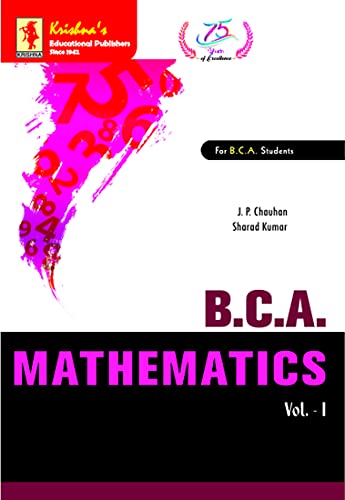 Krishna's
Educational Publishers
Since 1942
KRISHNA
75
Years
of Excellence
For B.C.A. Students
J. P. Chauhan
Sharad Kumar
B.C.A.
MATHEMATICS
Vol. - I